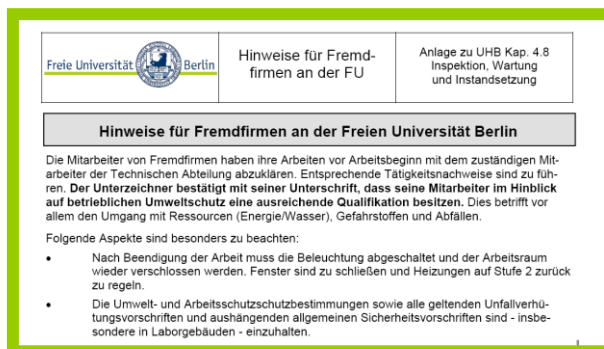 Freie Universität Berlin
Hinweise für Fremd-
firmen an der FU
Anlage zu UHB Kap. 4.8
Inspektion, Wartung
und Instandsetzung
Hinweise für Fremdfirmen an der Freien Universität Berlin
Die Mitarbeiter von Fremdfirmen haben ihre Arbeiten vor Arbeitsbeginn mit dem zuständigen Mit-
arbeiter der Technischen Abteilung abzuklären. Entsprechende Tätigkeitsnachweise sind zu füh-
ren. Der Unterzeichner bestätigt mit seiner Unterschrift, dass seine Mitarbeiter im Hinblick
auf betrieblichen Umweltschutz eine ausreichende Qualifikation besitzen. Dies betrifft vor
allem den Umgang mit Ressourcen (Energie/Wasser), Gefahrstoffen und Abfällen.
Folgende Aspekte sind besonders zu beachten:
• Nach Beendigung der Arbeit muss die Beleuchtung abgeschaltet und der Arbeitsraum
wieder verschlossen werden. Fenster sind zu schließen und Heizungen auf Stufe 2 zurück
zu regeln.
• Die Umwelt- und Arbeitsschutzschutzbestimmungen sowie alle geltenden Unfallverhü-
tungsvorschriften und aushängenden allgemeinen Sicherheitsvorschriften sind - insbe-
sondere in Laborgebäuden - einzuhalten.